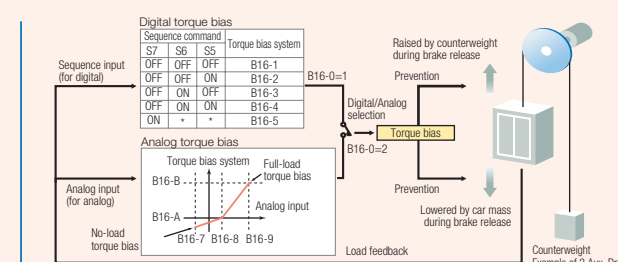 Digital torque bias
Sequence command
Torque bias system
S7 S6 S5
OFF OFF OFF B16-1
OFF OFF ON B16-2
OFF ON OFF B16-3
OFF ON ON B16-4
ON * * B16-5
Sequence input
(for digital)
B16-0=1
Digital/Analog
selection
B16-0=2
Torque bias
Raised by counterweight
during brake release
Prevention
Prevention
Lowered by car mass
during brake release
Analog torque bias
Torque bias system
Full-load
torque bias
B16-B
Analog input
B16-A
B16-7 B16-8 B16-9
Analog input
(for analog)
No-load
torque bias
Load feedback
Counterweight
Example of 2 Aux. Dr